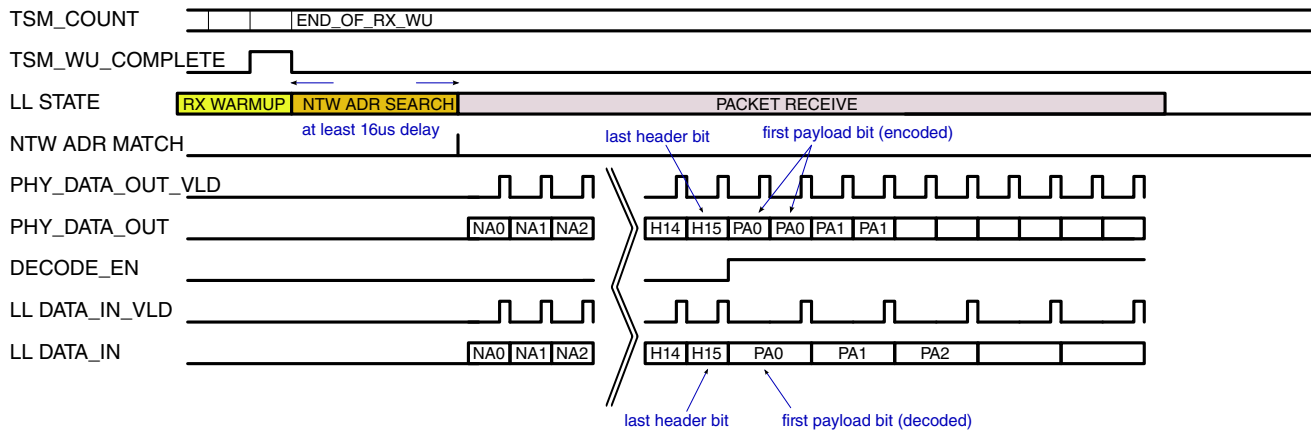 TSM_COUNT END_OF_RX_WU
TSM_WU_COMPLETE
LL STATE RX WARMUP NTW ADR SEARCH PACKET RECEIVE
at least 16us delay last header bit first payload bit (encoded)
NTW ADR MATCH
PHY_DATA_OUT_VLD
PHY_DATA_OUT NA0 NA1 NA2 H14 H15 PA0 PA0 PA1 PA1
DECODE_EN
LL DATA_IN_VLD
LL DATA_IN NA0 NA1 NA2 H14 H15 PA0 PA1 PA2
last header bit first payload bit (decoded)